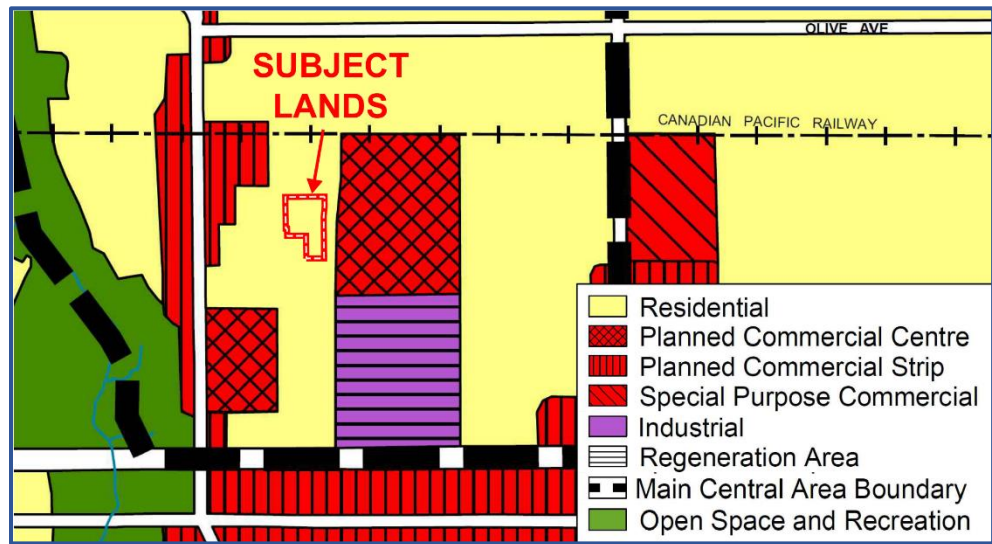 OLIVE AVE
SUBJECT
LANDS
CANADIAN PACIFIC RAILWAY
Residential
Planned Commercial Centre
Planned Commercial Strip
Special Purpose Commercial
Industrial
Regeneration Area
Main Central Area Boundary
Open Space and Recreation